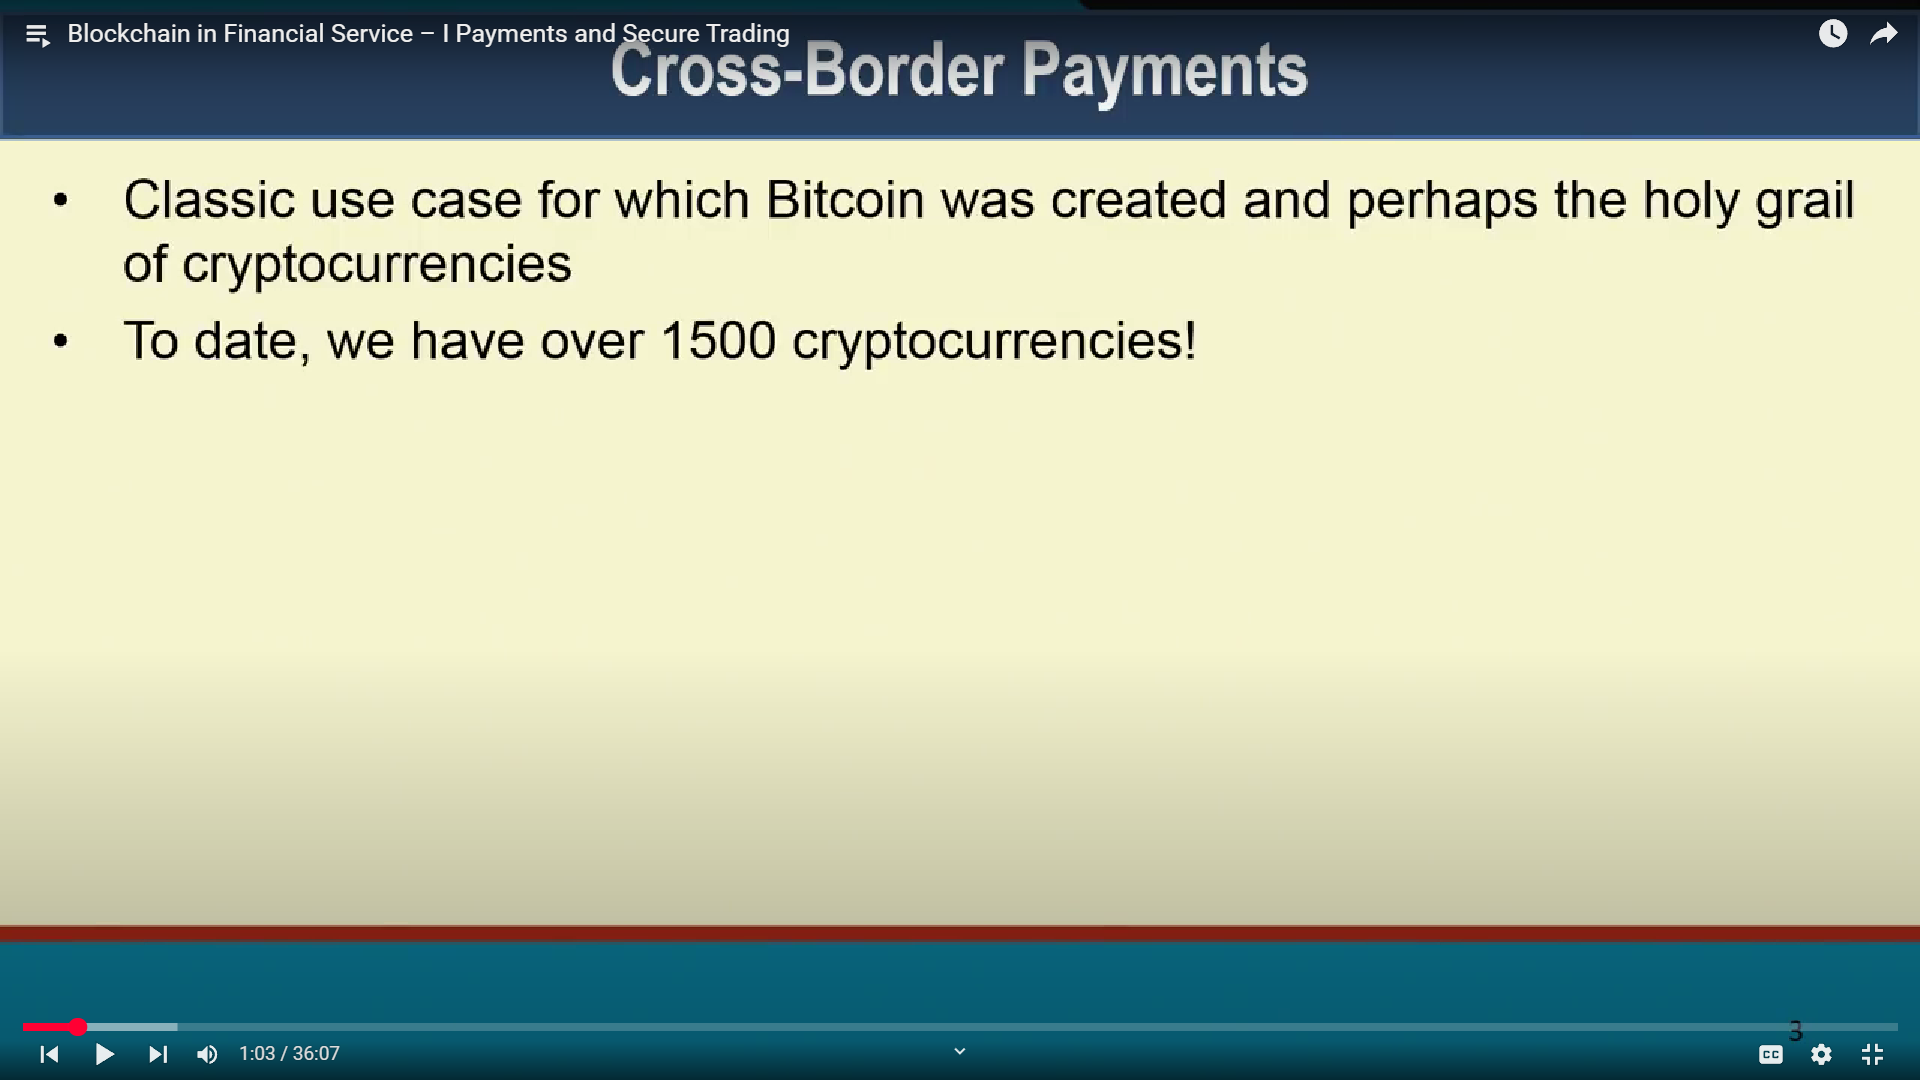 Blockchain in Financial Service – I Payments and Secure Trading
Cross-Border Payments
• Classic use case for which Bitcoin was created and perhaps the holy grail
of cryptocurrencies
• To date, we have over 1500 cryptocurrencies!
3
1:03 / 36:07
CC